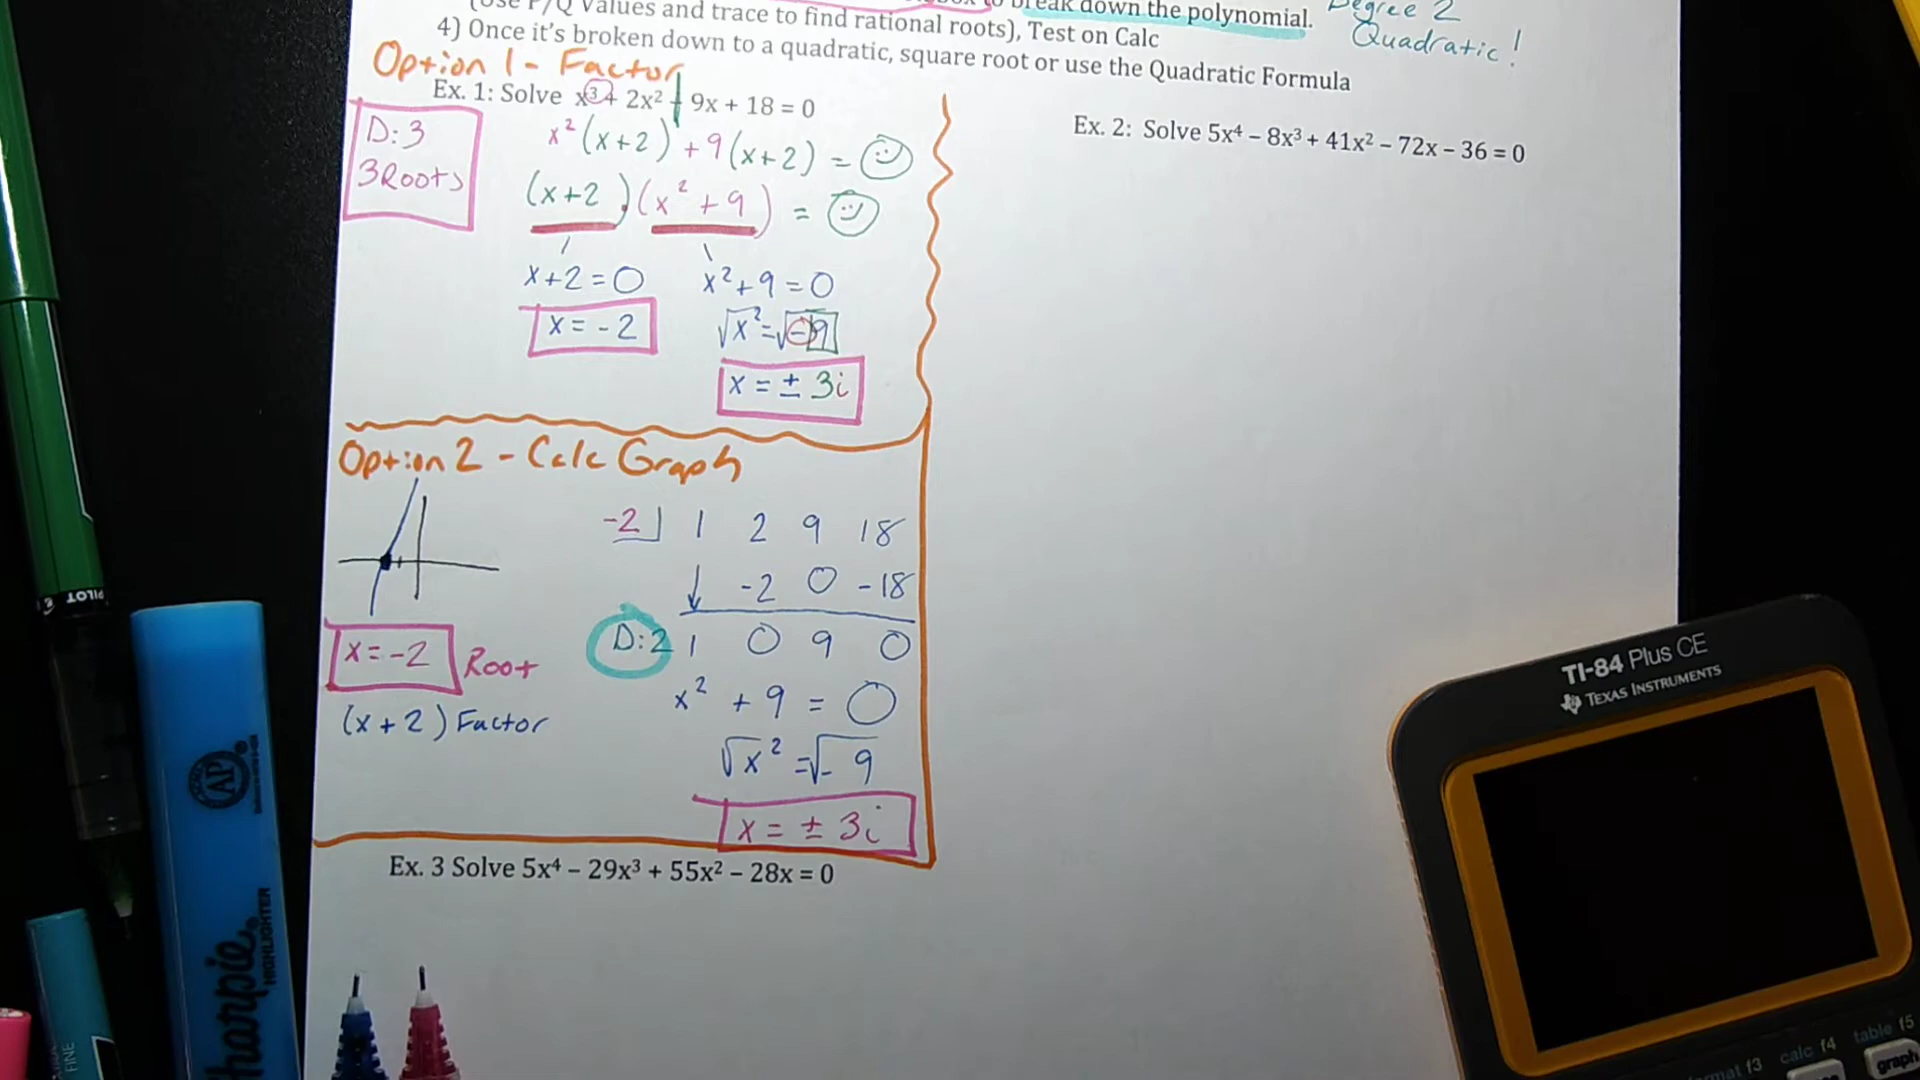 (Use P/Q Values and trace to find rational roots), Test on Calc
to break down the polynomial.
Degree 2
Quadratic!
4) Once it's broken down to a quadratic, square root or use the Quadratic Formula
Option 1 - Factor
Ex. 1: Solve x³ + 2x² + 9x + 18 = 0
D: 3
3 Roots
x²(x+2) + 9(x+2) = ☺
(x+2)·(x²+9) = ☺
x+2=0 x²+9=0
x = -2 √x² = √-9
x = ± 3i
Ex. 2: Solve 5x⁴ – 8x³ + 41x² – 72x – 36 = 0
Option 2 - Calc Graph
-2⏌ 1 2 9 18
↓ -2 0 -18
D:2 1 0 9 0
x = -2 Root
(x + 2) Factor
x² + 9 = 0
√x² = √-9
x = ± 3i
Ex. 3 Solve 5x⁴ – 29x³ + 55x² – 28x = 0
PILOT
AP
Sharpie
HIGHLIGHTER
FINE
TI-84 Plus CE
TEXAS INSTRUMENTS
calc f4
table f5
graph